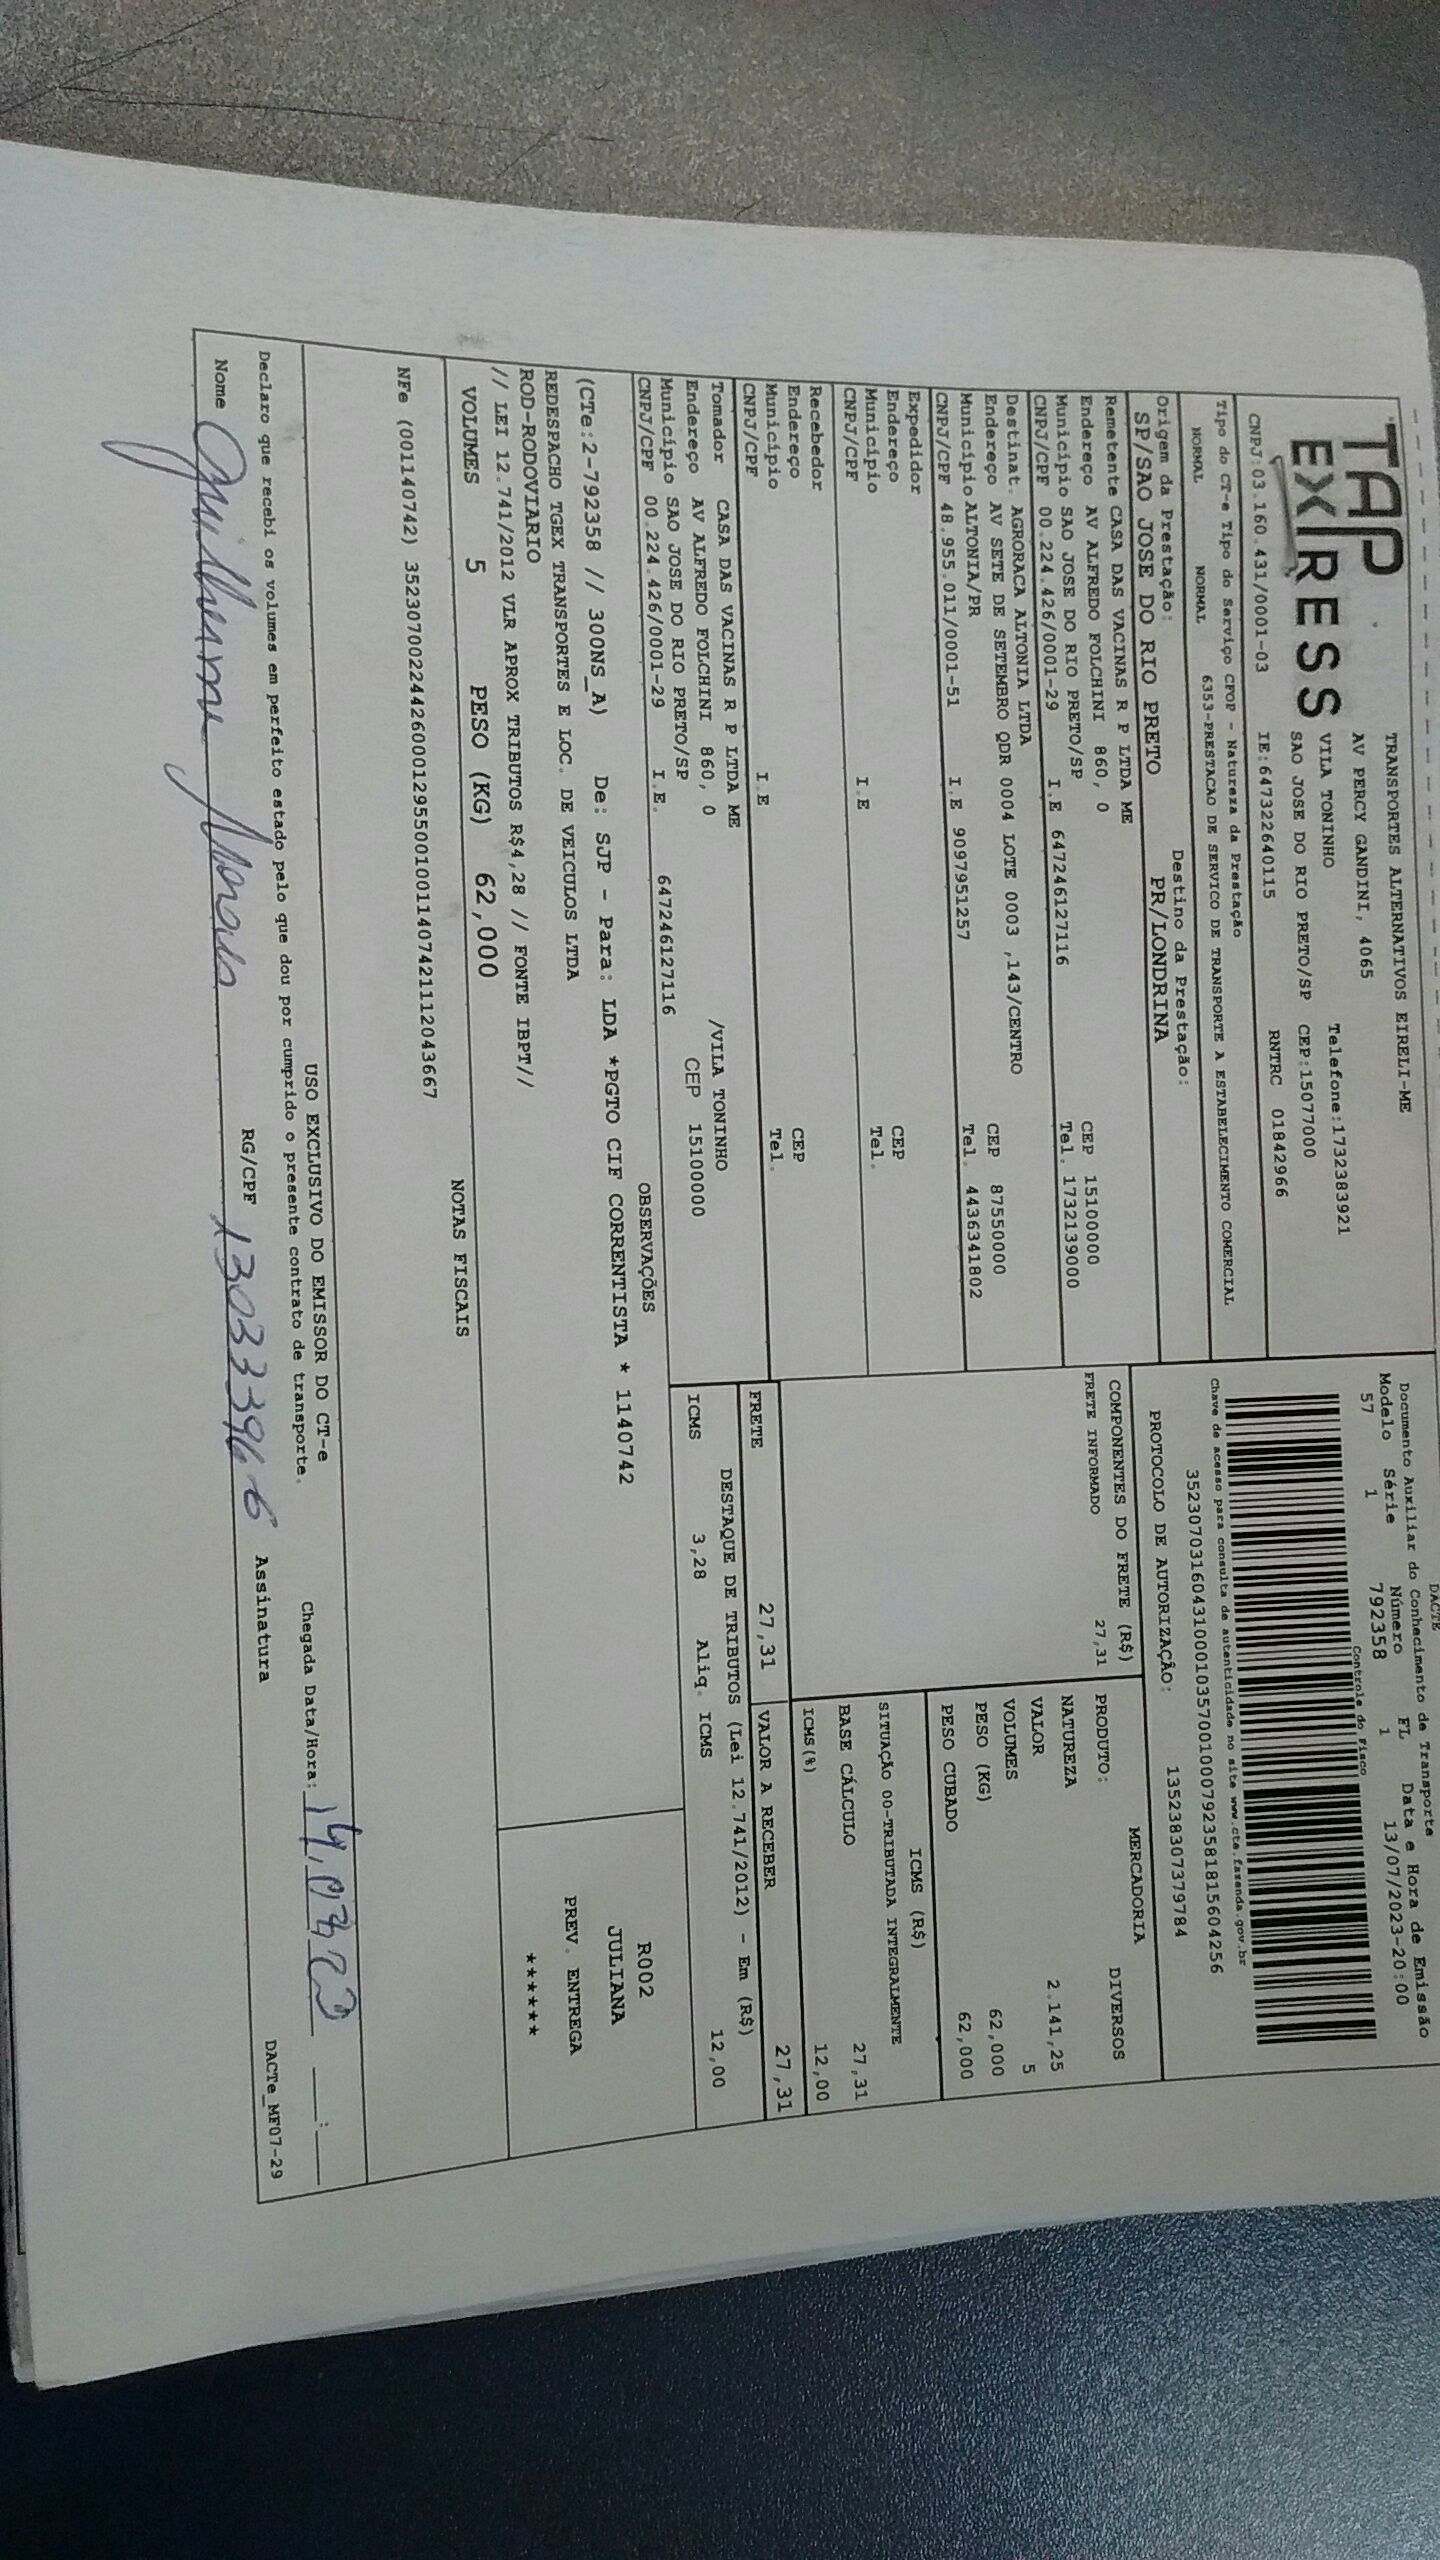 TAP EXPRESS
TRANSPORTES ALTERNATIVOS EIRELI-ME
AV PERCY GANDINI, 4065
VILA TONINHO Telefone:1732383921
SAO JOSE DO RIO PRETO/SP CEP:15077000
CNPJ:03.160.431/0001-03 IE:647322640115 RNTRC 01842966
DACTE
Documento Auxiliar do Conhecimento de Transporte
Modelo Série Número FL Data e Hora de Emissão
57 1 792358 1 13/07/2023-20:00
Controle do Fisco
Chave de acesso para consulta de autenticidade no site www.cte.fazenda.gov.br
35230703160431000103570010007923581815604256
PROTOCOLO DE AUTORIZAÇÃO: 135238307379784
Tipo do CT-e Tipo do Serviço CFOP - Natureza da Prestação
NORMAL NORMAL 6353-PRESTACAO DE SERVICO DE TRANSPORTE A ESTABELECIMENTO COMERCIAL
Origem da Prestação: Destino da Prestação:
SP/SAO JOSE DO RIO PRETO PR/LONDRINA
Remetente CASA DAS VACINAS R P LTDA ME
Endereço AV ALFREDO FOLCHINI 860, 0 CEP 15100000
Município SAO JOSE DO RIO PRETO/SP Tel. 1732139000
CNPJ/CPF 00.224.426/0001-29 I.E 647246127116
Destinat. AGRORACA ALTONIA LTDA
Endereço AV SETE DE SETEMBRO QDR 0004 LOTE 0003 ,143/CENTRO CEP 87550000
Município ALTONIA/PR Tel. 4436341802
CNPJ/CPF 48.955.011/0001-51 I.E 9097951257
Expedidor
Endereço CEP
Município Tel.
CNPJ/CPF I.E
Recebedor
Endereço CEP
Município Tel.
CNPJ/CPF I.E
Tomador CASA DAS VACINAS R P LTDA ME
Endereço AV ALFREDO FOLCHINI 860, 0 /VILA TONINHO
Município SAO JOSE DO RIO PRETO/SP CEP 15100000
CNPJ/CPF 00.224.426/0001-29 I.E. 647246127116
COMPONENTES DO FRETE (R$)
FRETE INFORMADO 27,31
MERCADORIA
PRODUTO: DIVERSOS
NATUREZA
VALOR 2.141,25
VOLUMES 5
PESO (KG) 62,000
PESO CUBADO 62,000
ICMS (R$)
SITUAÇÃO 00-TRIBUTADA INTEGRALMENTE
BASE CÁLCULO 27,31
ICMS(%) 12,00
FRETE 27,31 VALOR A RECEBER 27,31
DESTAQUE DE TRIBUTOS (Lei 12.741/2012) - Em (R$)
ICMS 3,28 Aliq. ICMS 12,00
OBSERVAÇÕES
(CTe:2-792358 // 300NS_A) De: SJP - Para: LDA *PGTO CIF CORRENTISTA * 1140742
REDESPACHO TGEX TRANSPORTES E LOC. DE VEICULOS LTDA
ROD-RODOVIARIO
// LEI 12.741/2012 VLR APROX TRIBUTOS R$4,28 // FONTE IBPT//
R002
JULIANA
PREV. ENTREGA
******
VOLUMES 5 PESO (KG) 62,000 NOTAS FISCAIS
NFe (001140742) 35230700224426000129550010011407421112043667
USO EXCLUSIVO DO EMISSOR DO CT-e
Declaro que recebi os volumes em perfeito estado pelo que dou por cumprido o presente contrato de transporte. Chegada Data/Hora: 14,07,23 __:__
Nome Guilherme RG/CPF 130333966 Assinatura
DACTe_MF07-29